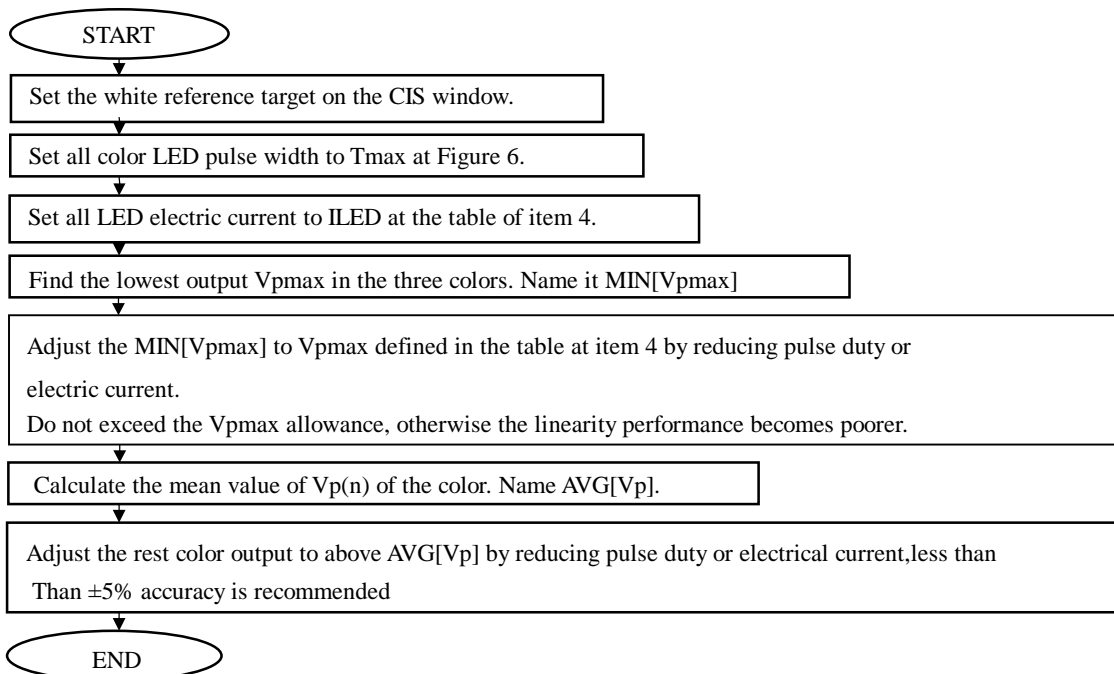 START
Set the white reference target on the CIS window.
Set all color LED pulse width to Tmax at Figure 6.
Set all LED electric current to ILED at the table of item 4.
Find the lowest output Vpmax in the three colors. Name it MIN[Vpmax]
Adjust the MIN[Vpmax] to Vpmax defined in the table at item 4 by reducing pulse duty or
electric current.
Do not exceed the Vpmax allowance, otherwise the linearity performance becomes poorer.
Calculate the mean value of Vp(n) of the color. Name AVG[Vp].
Adjust the rest color output to above AVG[Vp] by reducing pulse duty or electrical current,less than
Than ±5% accuracy is recommended
END